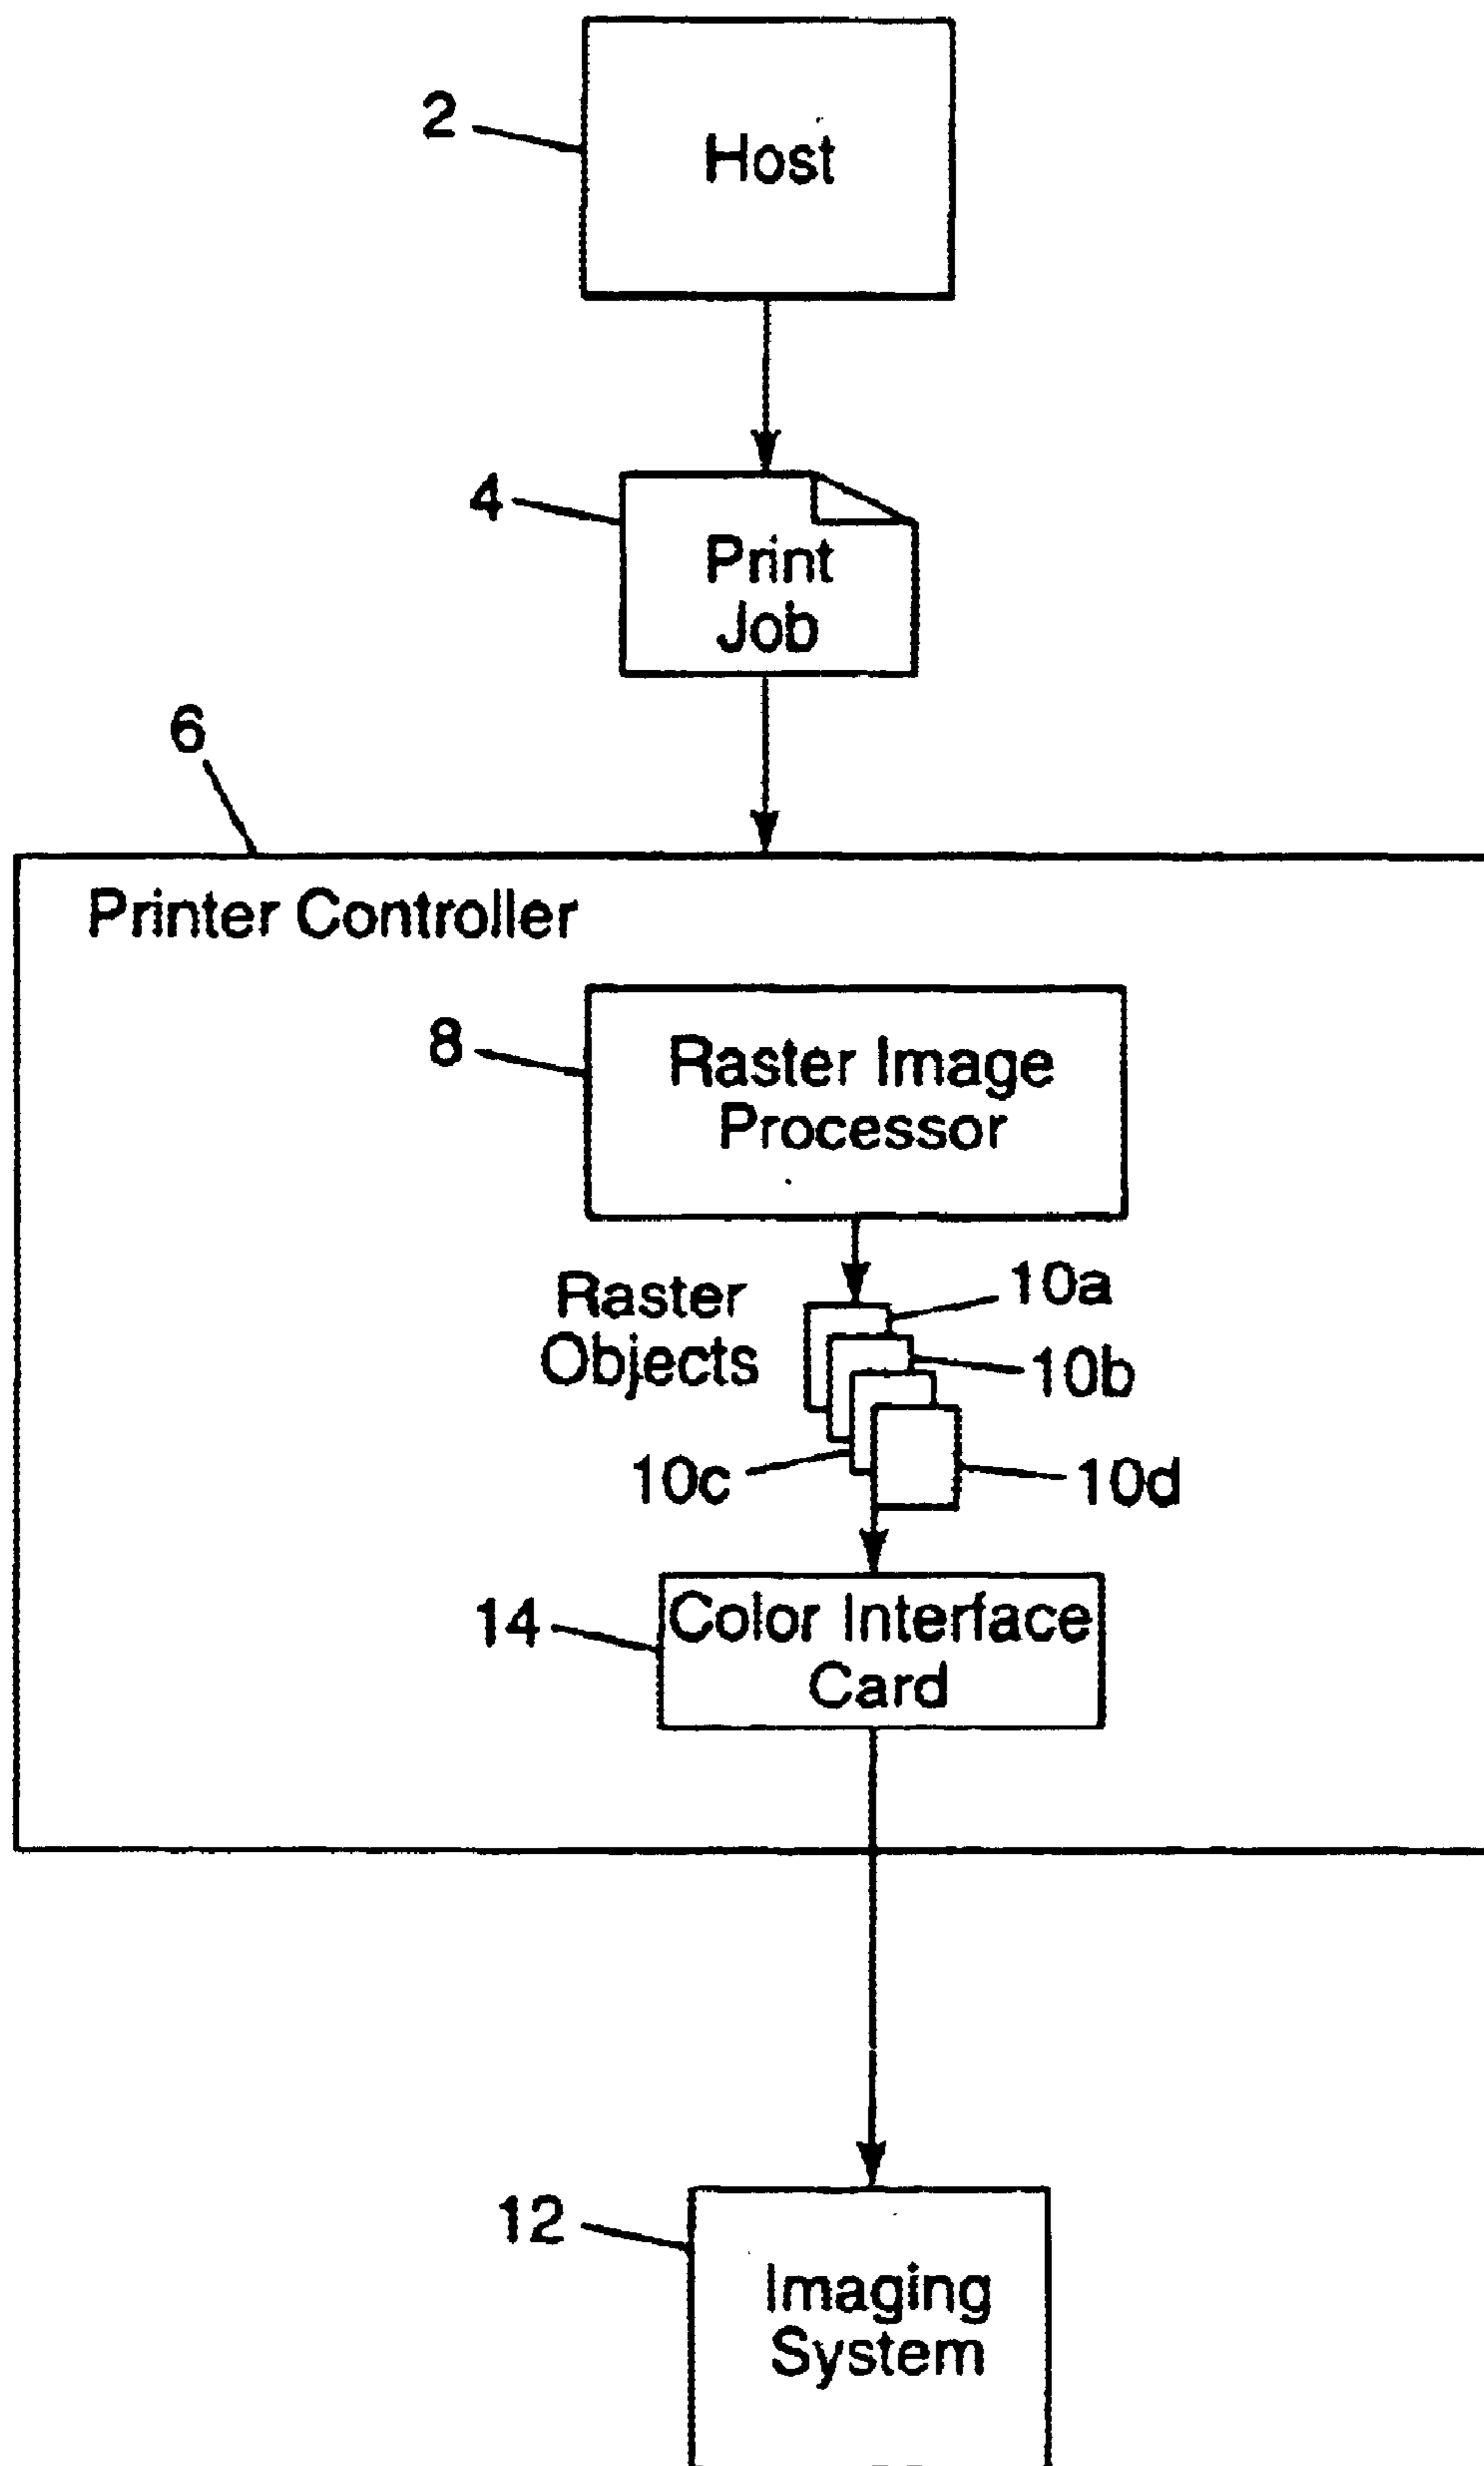 2
Host
4
Print
Job
6
Printer Controller
8
Raster Image
Processor
Raster
Objects
10a
10b
10c
10d
14
Color Interface
Card
12
Imaging
System